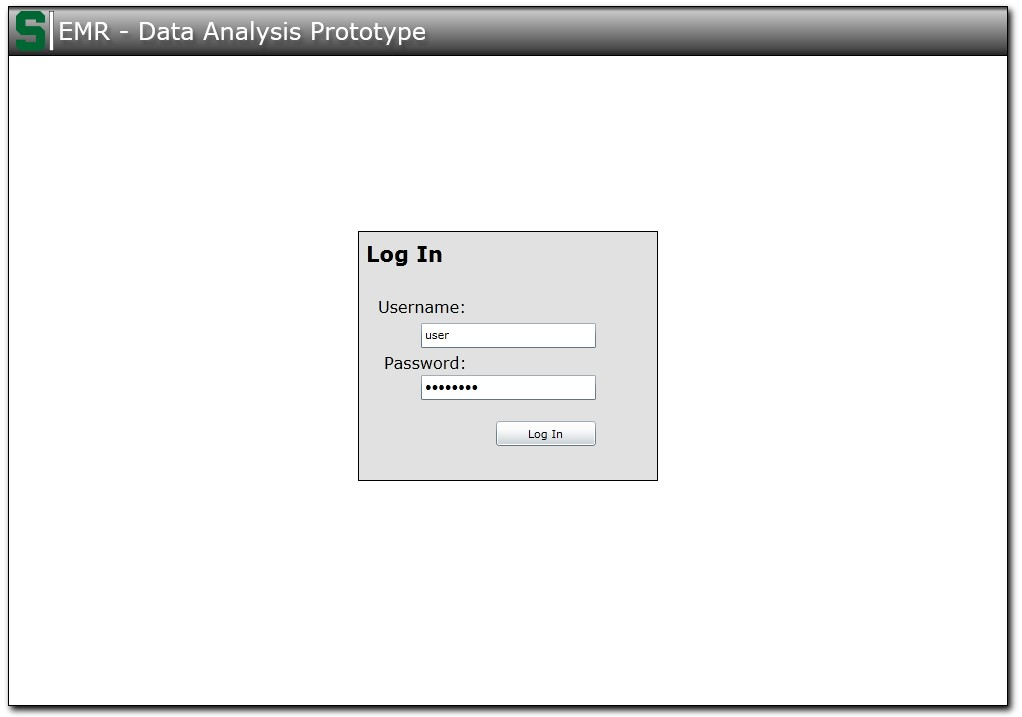 S EMR - Data Analysis Prototype
Log In
Username:
user
Password:
••••••••
Log In